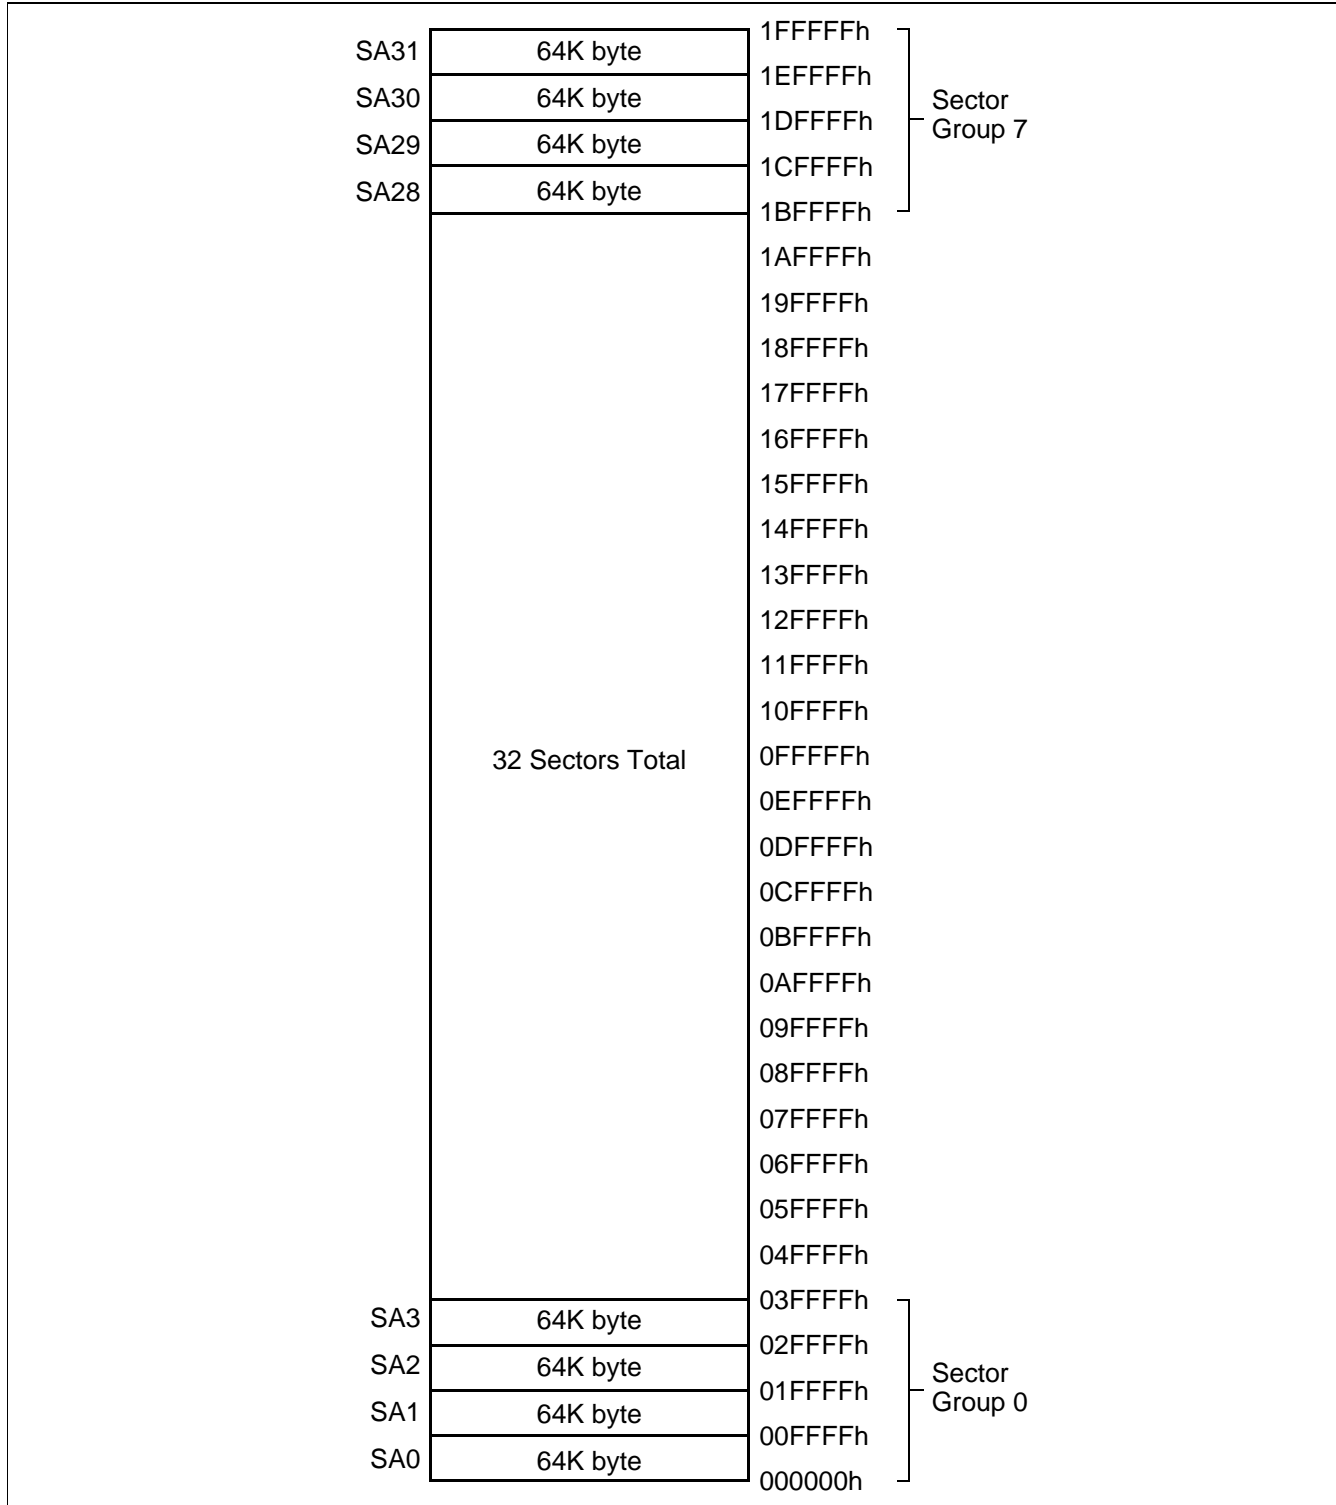 1FFFFFh
SA31 64K byte
1EFFFFh
SA30 64K byte
Sector
1DFFFFh
Group 7
SA29 64K byte
1CFFFFh
SA28 64K byte
1BFFFFh
1AFFFFh
19FFFFh
18FFFFh
17FFFFh
16FFFFh
15FFFFh
14FFFFh
13FFFFh
12FFFFh
11FFFFh
10FFFFh
32 Sectors Total 0FFFFFh
0EFFFFh
0DFFFFh
0CFFFFh
0BFFFFh
0AFFFFh
09FFFFh
08FFFFh
07FFFFh
06FFFFh
05FFFFh
04FFFFh
03FFFFh
SA3 64K byte
02FFFFh
SA2 64K byte
Sector
01FFFFh
Group 0
SA1 64K byte
00FFFFh
SA0 64K byte
000000h